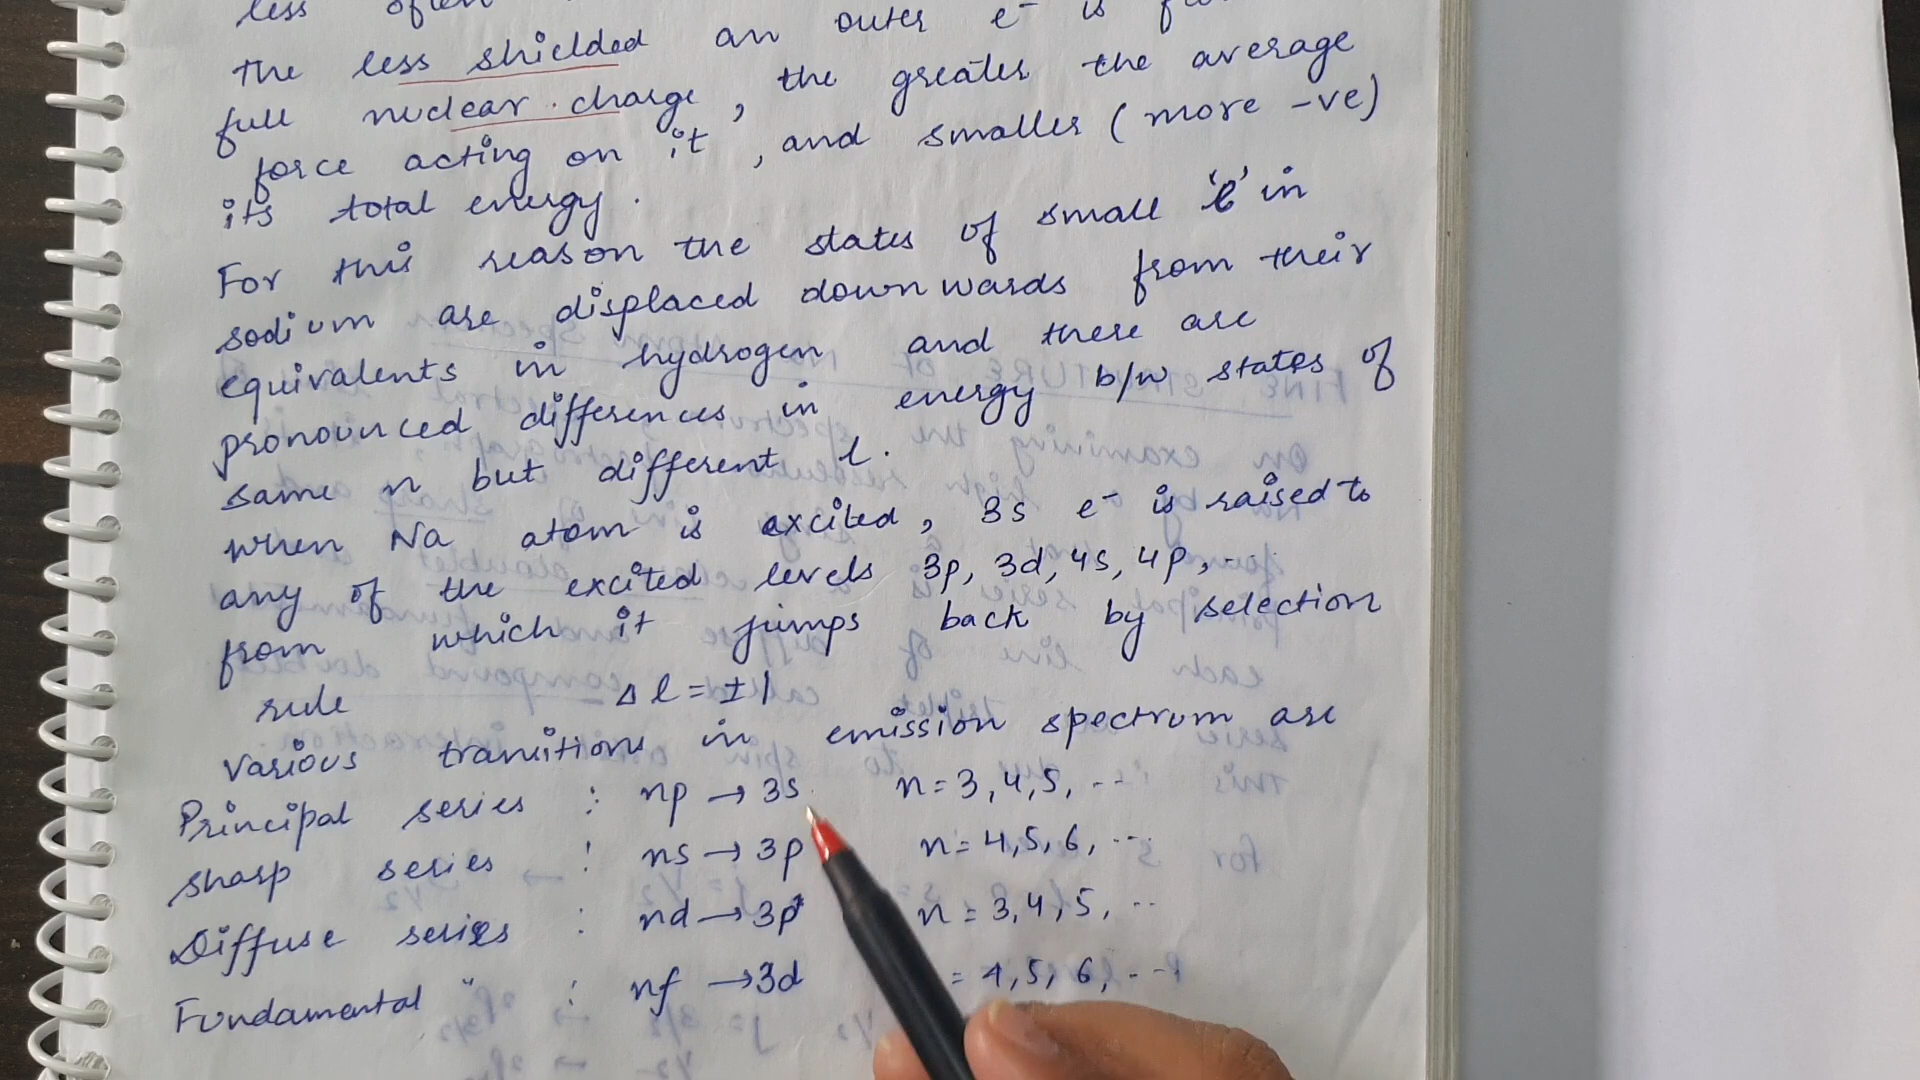 less often
The less shielded an outer e⁻ is
full nuclear charge, the greater the average
force acting on it, and smaller (more -ve)
its total energy.
For this reason the states of small 'l' in
sodium are displaced downwards from their
equivalents in hydrogen and there are
pronounced differences in energy b/w states of
same n but different l.
when Na atom is excited, 3s e⁻ is raised to
any of the excited levels 3p, 3d, 4s, 4p, ...
from which it jumps back by selection
rule Δl = ±1
Various transitions in emission spectrum are
Principal series : np → 3s n = 3, 4, 5, ...
Sharp series : ns → 3p n = 4, 5, 6, ...
Diffuse series : nd → 3p n = 3, 4, 5, ..
Fundamental " : nf → 3d = 4, 5, 6, ...